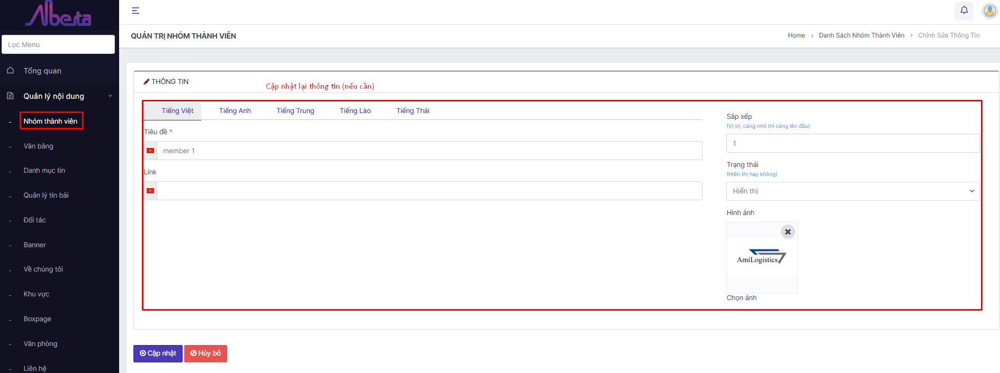 Alberta
Lọc Menu
Tổng quan
Quản lý nội dung
Nhóm thành viên
Văn bằng
Danh mục tin
Quản lý tin bài
Đối tác
Banner
Về chúng tôi
Khu vực
Boxpage
Văn phòng
Liên hệ
QUẢN TRỊ NHÓM THÀNH VIÊN
Home > Danh Sách Nhóm Thành Viên > Chỉnh Sửa Thông Tin
THÔNG TIN
Cập nhật lại thông tin (nếu cần)
Tiếng Việt Tiếng Anh Tiếng Trung Tiếng Lào Tiếng Thái
Tiêu đề *
member 1
Link
Sắp xếp
(Vị trí, càng nhỏ thì càng lên đầu)
1
Trạng thái
(Hiển thị hay không)
Hiển thị
Hình ảnh
AmiLogistics
Chọn ảnh
Cập nhật Hủy bỏ